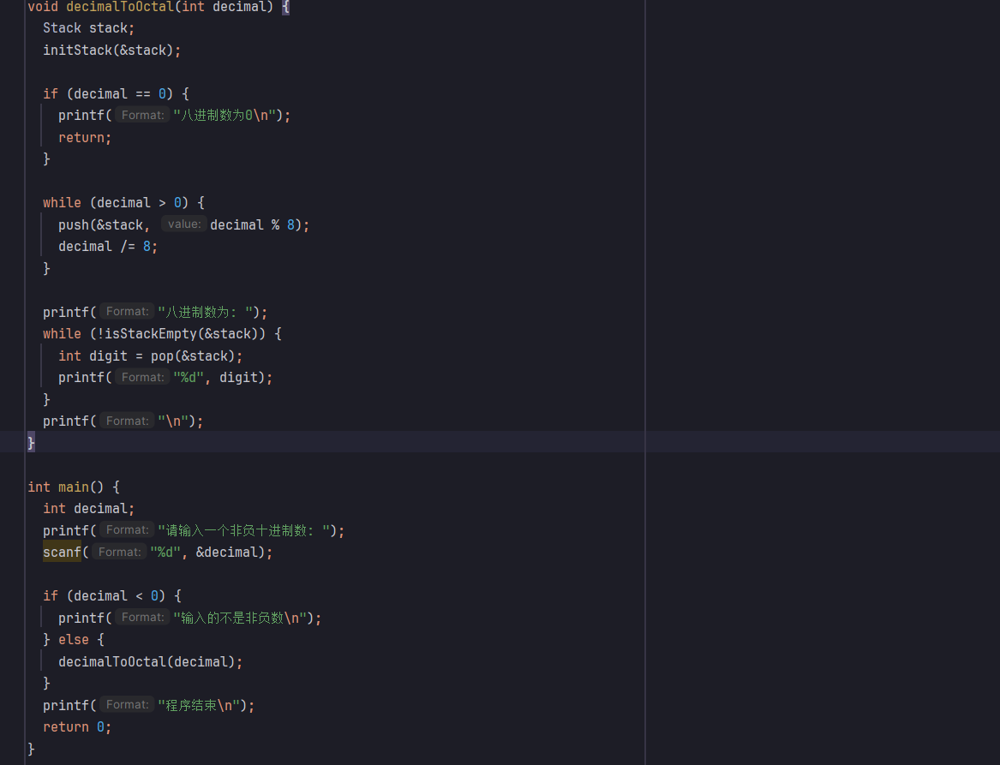 void decimalToOctal(int decimal) {
  Stack stack;
  initStack(&stack);
  if (decimal == 0) {
    printf( Format: "八进制数为0\n");
    return;
  }
  while (decimal > 0) {
    push(&stack, value: decimal % 8);
    decimal /= 8;
  }
  printf( Format: "八进制数为: ");
  while (!isStackEmpty(&stack)) {
    int digit = pop(&stack);
    printf( Format: "%d", digit);
  }
  printf( Format: "\n");
}
int main() {
  int decimal;
  printf( Format: "请输入一个非负十进制数: ");
  scanf( Format: "%d", &decimal);
  if (decimal < 0) {
    printf( Format: "输入的不是非负数\n");
  } else {
    decimalToOctal(decimal);
  }
  printf( Format: "程序结束\n");
  return 0;
}